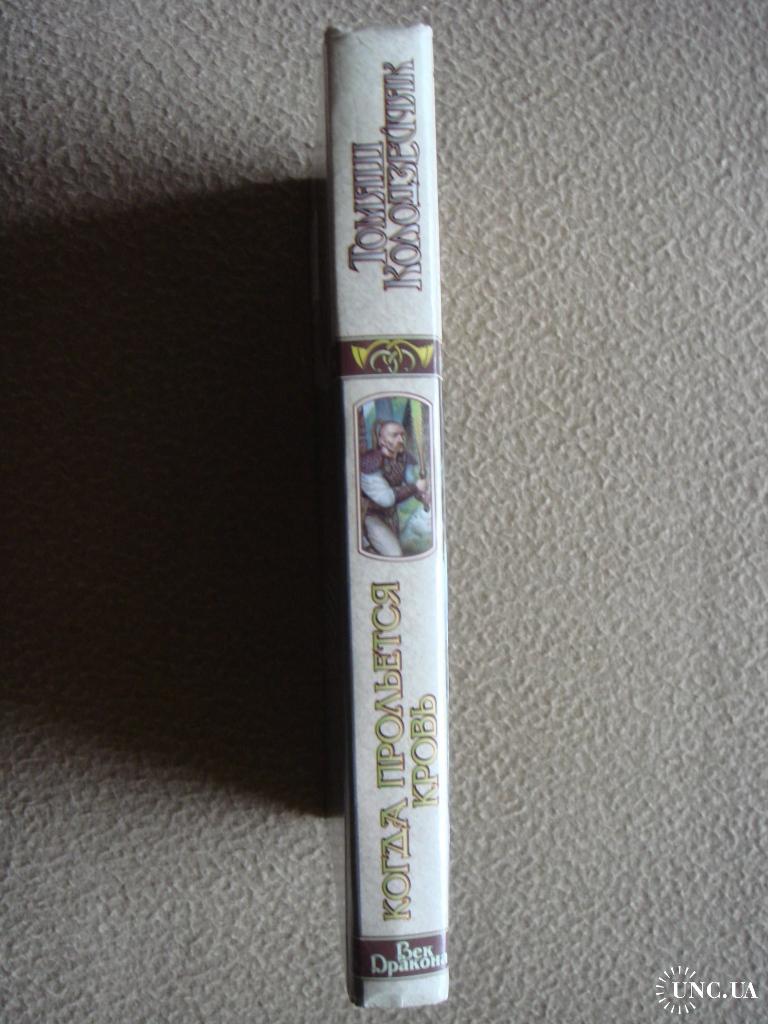 Томаш
Колодзейчак
КОГДА ПРОЛЬЕТСЯ
КРОВЬ
Век
Дракона
UNC.UA